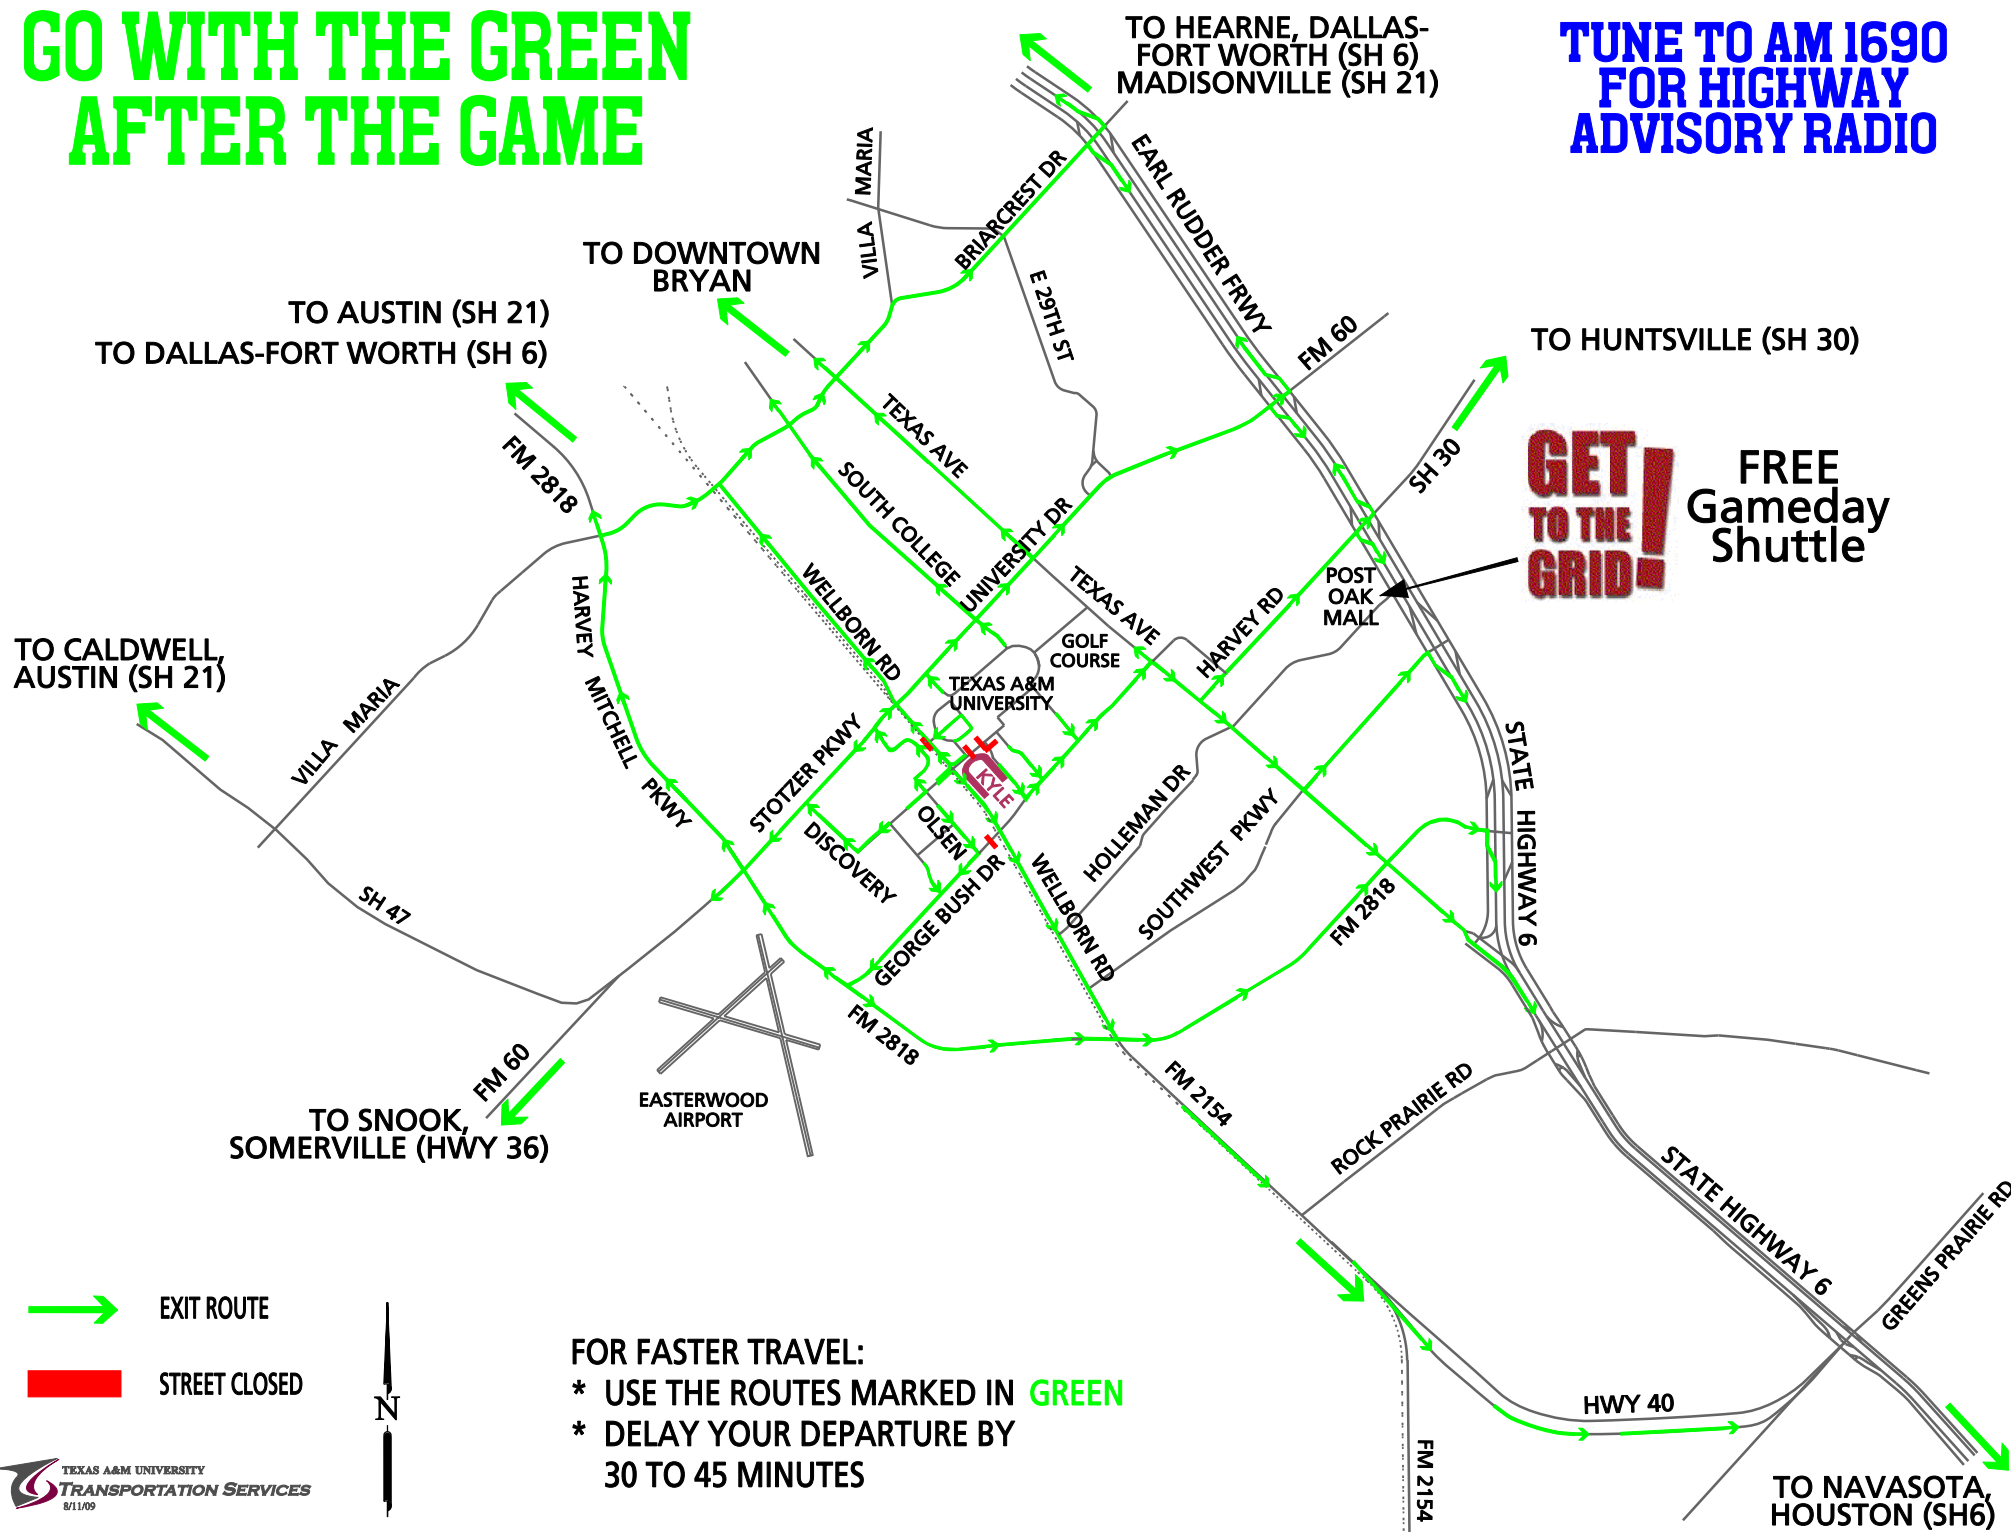 GO WITH THE GREEN
AFTER THE GAME
TO HEARNE, DALLAS-
FORT WORTH (SH 6)
MADISONVILLE (SH 21)
TUNE TO AM 1690
FOR HIGHWAY
ADVISORY RADIO
VILLA MARIA
BRIARCREST DR
EARL RUDDER FRWY
E 29TH ST
TO DOWNTOWN
BRYAN
TO AUSTIN (SH 21)
TO DALLAS-FORT WORTH (SH 6)
FM 2818
TEXAS AVE
SOUTH COLLEGE
UNIVERSITY DR
FM 60
TO HUNTSVILLE (SH 30)
SH 30
GET
TO THE
GRID!
FREE
Gameday
Shuttle
POST
OAK
MALL
WELLBORN RD
TEXAS AVE
GOLF
COURSE
HARVEY RD
TEXAS A&M
UNIVERSITY
HARVEY MITCHELL PKWY
TO CALDWELL,
AUSTIN (SH 21)
VILLA MARIA
STOTZER PKWY
KYLE
OLSEN
DISCOVERY
GEORGE BUSH DR
HOLLEMAN DR
SOUTHWEST PKWY
STATE HIGHWAY 6
WELLBORN RD
FM 2818
SH 47
FM 2818
FM 60
EASTERWOOD
AIRPORT
TO SNOOK,
SOMERVILLE (HWY 36)
FM 2154
ROCK PRAIRIE RD
STATE HIGHWAY 6
GREENS PRAIRIE RD
HWY 40
FM 2154
TO NAVASOTA,
HOUSTON (SH6)
EXIT ROUTE
STREET CLOSED
N
FOR FASTER TRAVEL:
* USE THE ROUTES MARKED IN GREEN
* DELAY YOUR DEPARTURE BY
30 TO 45 MINUTES
TEXAS A&M UNIVERSITY
TRANSPORTATION SERVICES
8/11/09